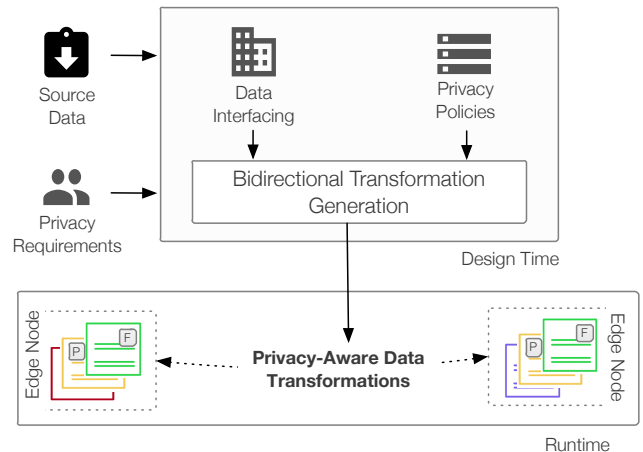 Source
Data
Data
Interfacing
Privacy
Policies
Privacy
Requirements
Bidirectional Transformation
Generation
Design Time
Edge Node
P
F
Privacy-Aware Data
Transformations
P
F
Edge Node
Runtime